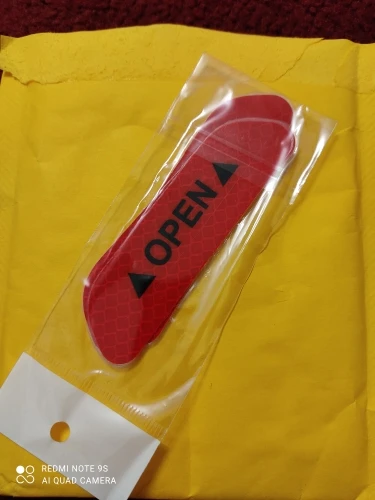 ▲ OPEN ▲
REDMI NOTE 9S
AI QUAD CAMERA